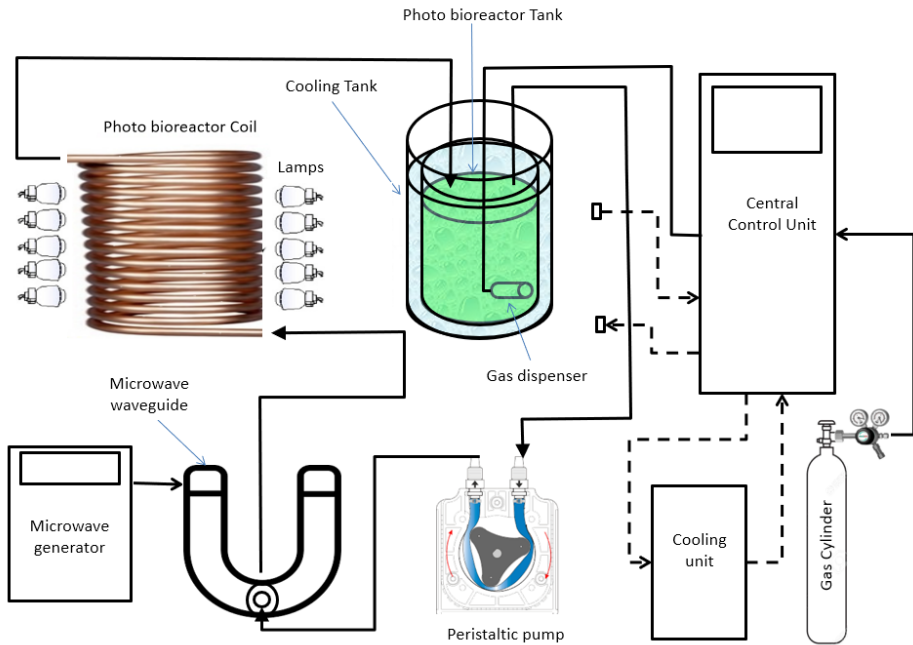 Photo bioreactor Tank
Cooling Tank
Photo bioreactor Coil
Lamps
Central
Control Unit
Gas dispenser
Microwave
waveguide
Microwave
generator
Cooling
unit
Gas Cylinder
Peristaltic pump